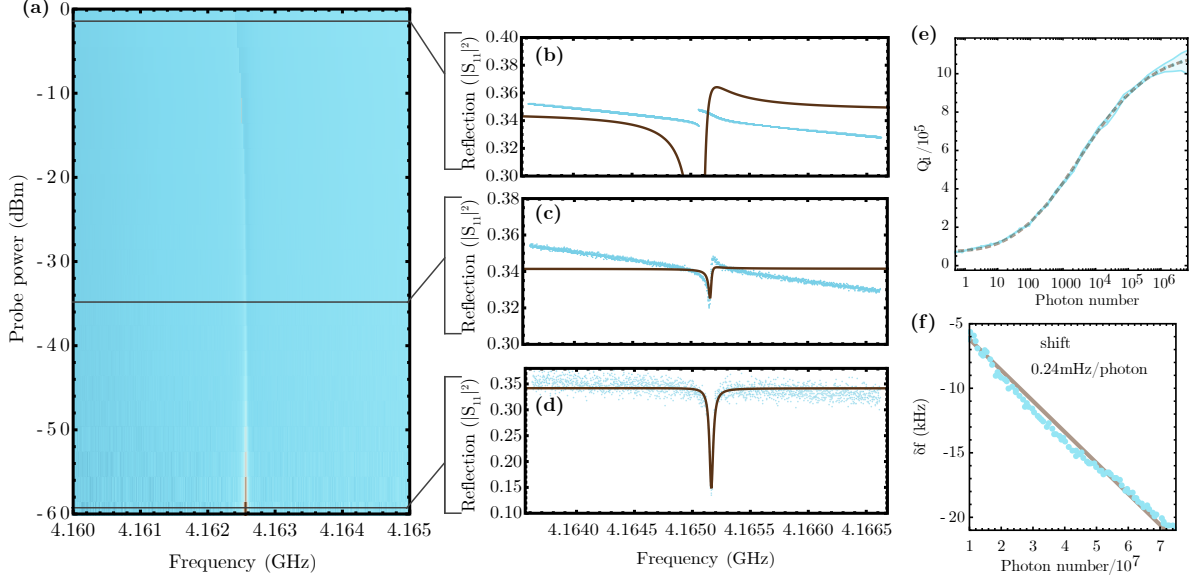 (a)
0
-10
-20
-30
-40
-50
-60
Probe power (dBm)
4.160 4.161 4.162 4.163 4.164 4.165
Frequency (GHz)
(b)
0.40
0.38
0.36
0.34
0.32
0.30
Reflection (|S₁₁|²)
(c)
0.38
0.36
0.34
0.32
0.30
Reflection (|S₁₁|²)
(d)
0.35
0.30
0.25
0.20
0.15
0.10
Reflection (|S₁₁|²)
4.1640 4.1645 4.1650 4.1655 4.1660 4.1665
Frequency (GHz)
(e)
10
8
6
4
2
0
Qi/10⁵
1 10 100 1000 10⁴ 10⁵ 10⁶
Photon number
(f)
-5
-10
-15
-20
δf (kHz)
shift
0.24mHz/photon
1 2 3 4 5 6 7
Photon number/10⁷